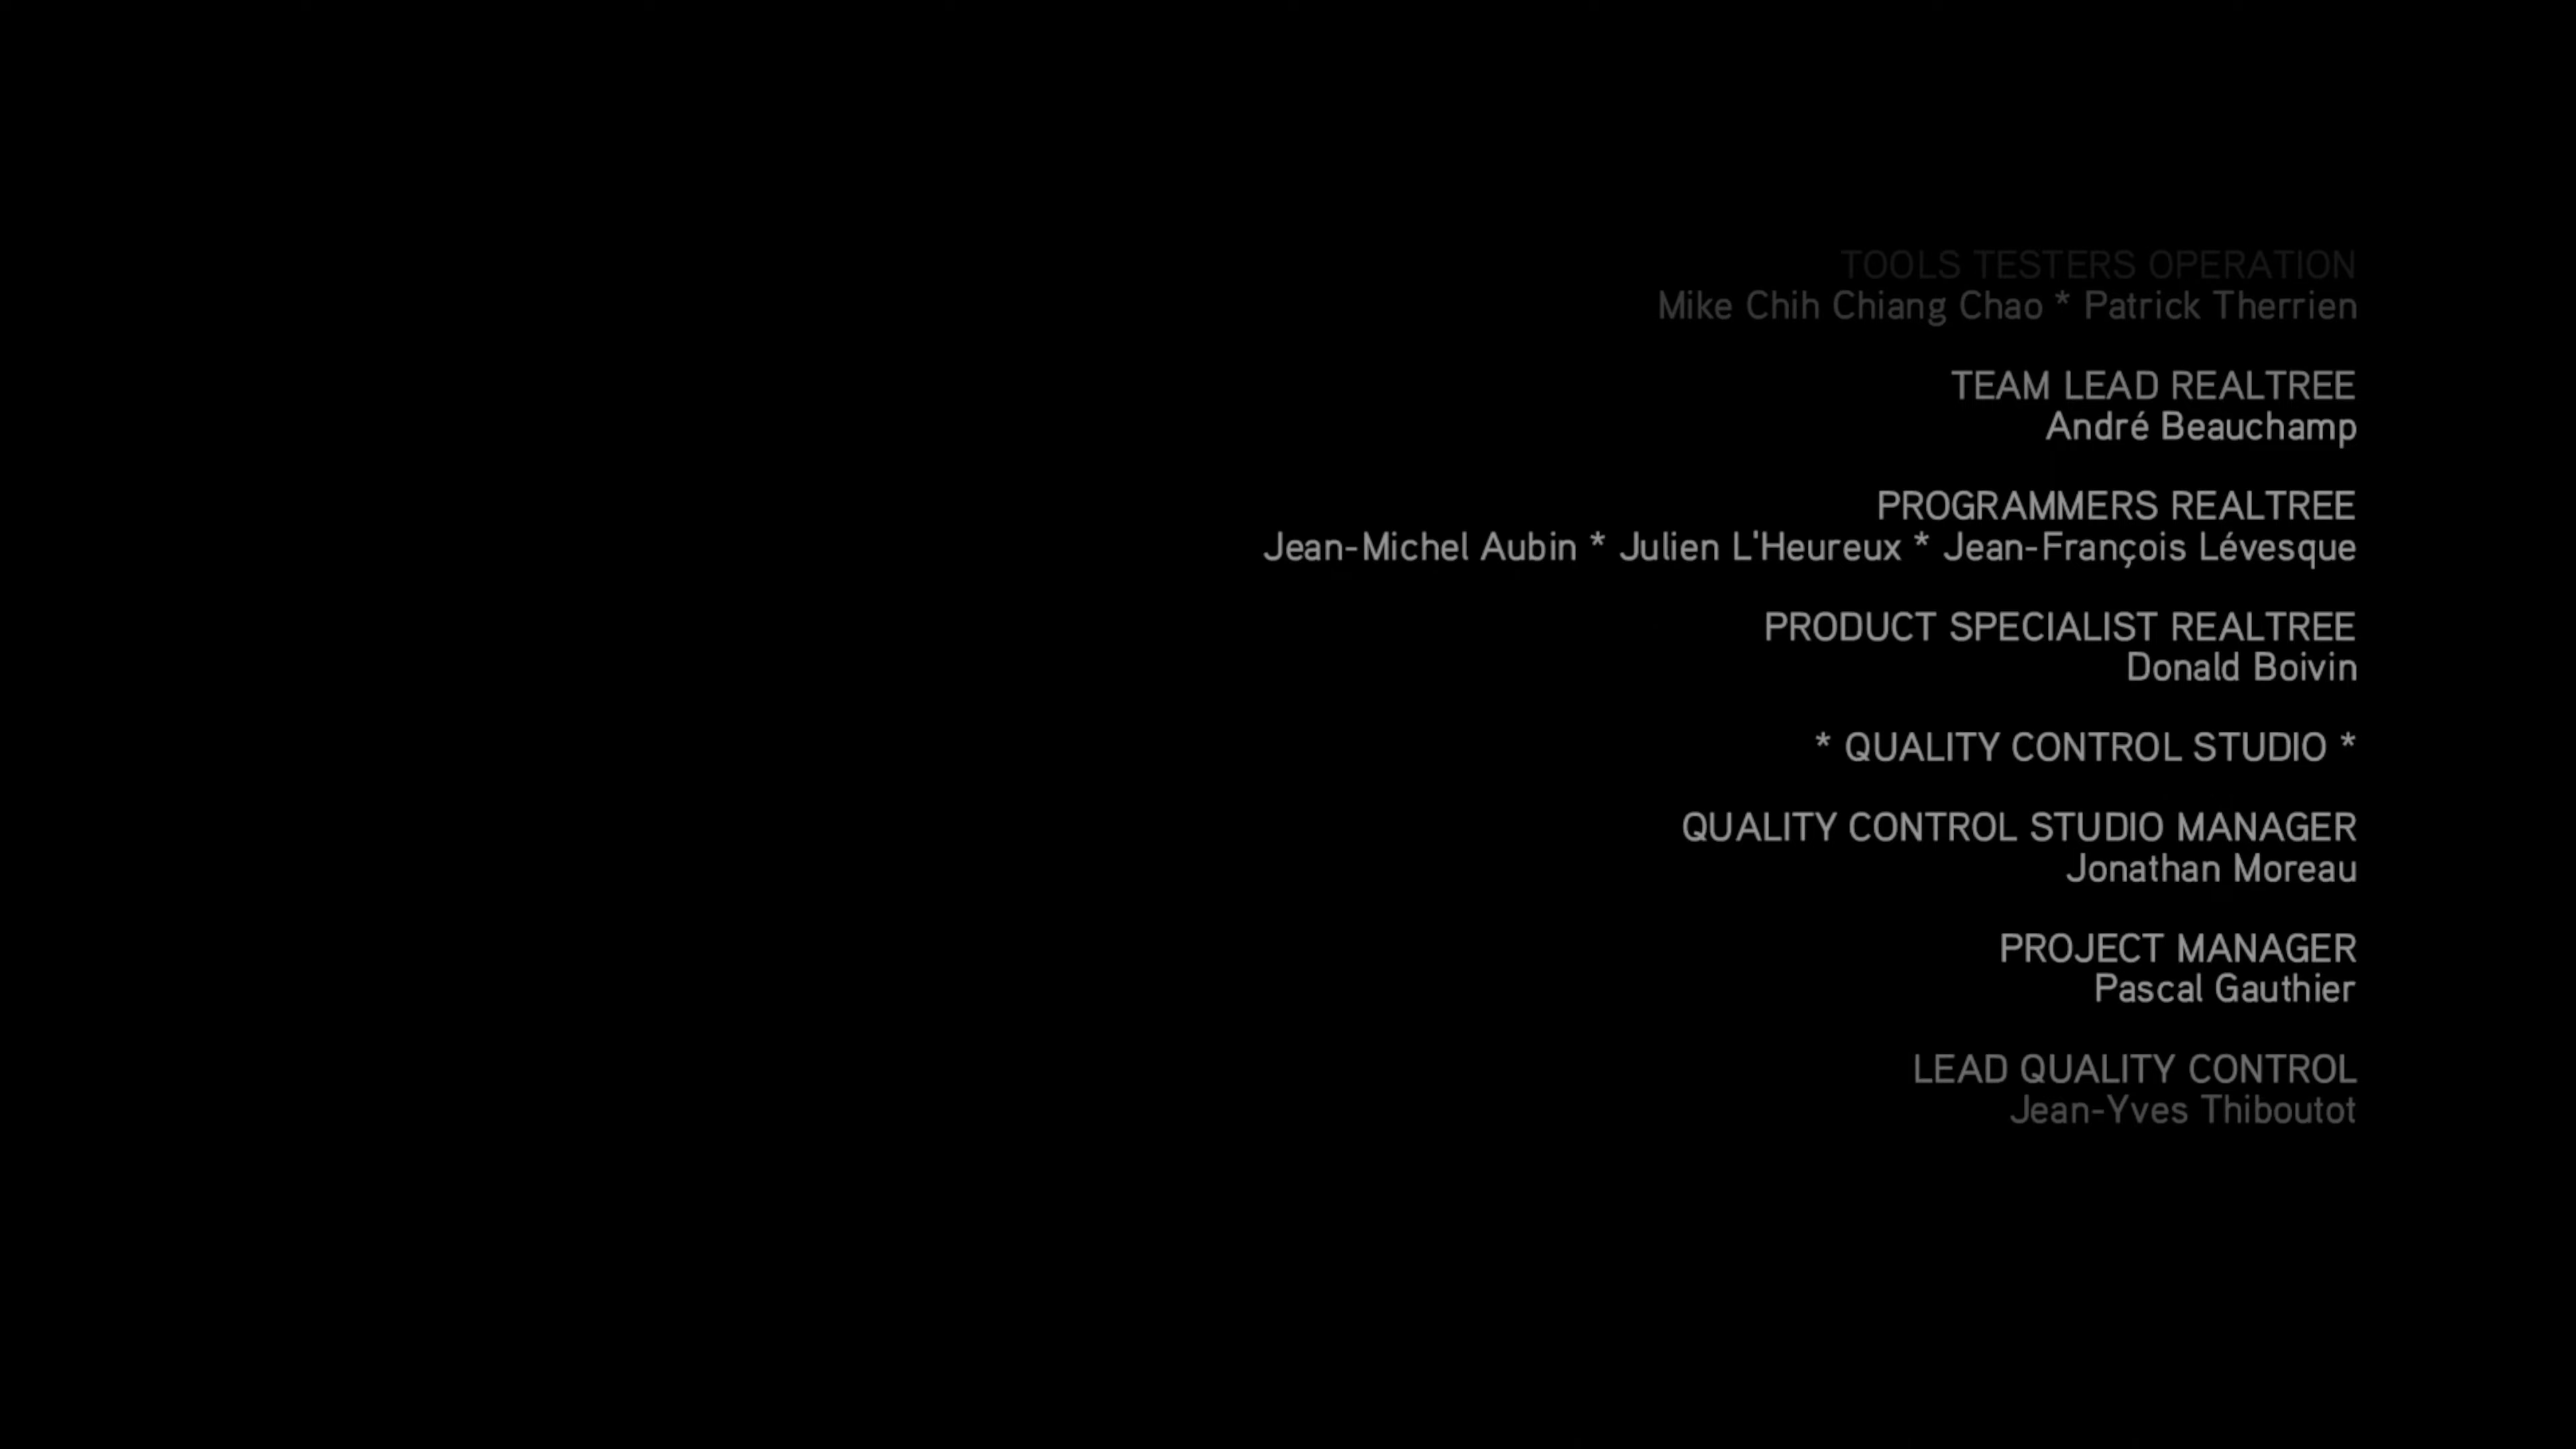 TOOLS TESTERS OPERATION
Mike Chih Chiang Chao * Patrick Therrien
TEAM LEAD REALTREE
André Beauchamp
PROGRAMMERS REALTREE
Jean-Michel Aubin * Julien L'Heureux * Jean-François Lévesque
PRODUCT SPECIALIST REALTREE
Donald Boivin
* QUALITY CONTROL STUDIO *
QUALITY CONTROL STUDIO MANAGER
Jonathan Moreau
PROJECT MANAGER
Pascal Gauthier
LEAD QUALITY CONTROL
Jean-Yves Thiboutot